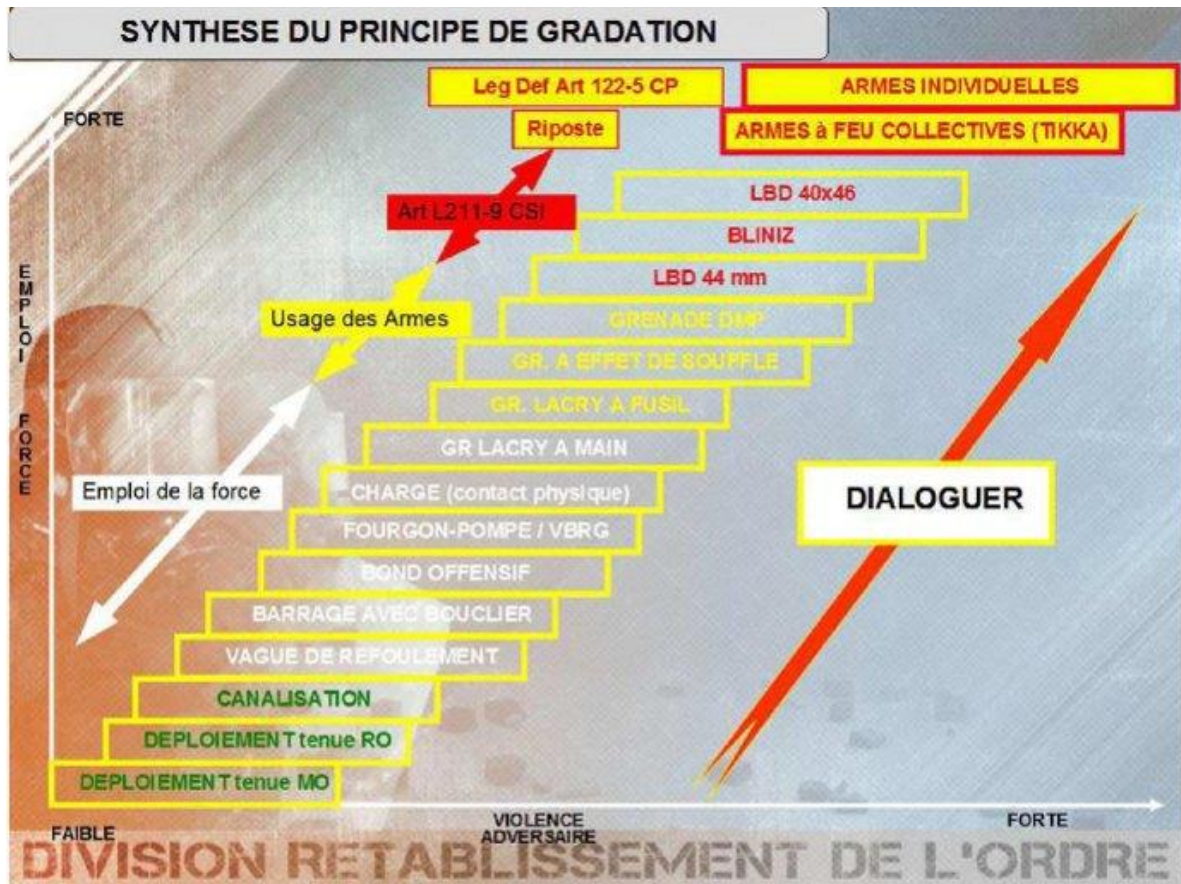 SYNTHESE DU PRINCIPE DE GRADATION
Leg Def Art 122-5 CP
ARMES INDIVIDUELLES
FORTE
Riposte
ARMES à FEU COLLECTIVES (TIKKA)
LBD 40x46
Art L211-9 CSI
BLINIZ
LBD 44 mm
EMPLOI FORCE
Usage des Armes
GRENADE DMP
GR. A EFFET DE SOUFFLE
GR. LACRY A FUSIL
GR LACRY A MAIN
Emploi de la force
CHARGE (contact physique)
DIALOGUER
FOURGON-POMPE / VBRG
BOND OFFENSIF
BARRAGE AVEC BOUCLIER
VAGUE DE REFOULEMENT
CANALISATION
DEPLOIEMENT tenue RO
DEPLOIEMENT tenue MO
FAIBLE
VIOLENCE
ADVERSAIRE
FORTE
DIVISION RETABLISSEMENT DE L'ORDRE